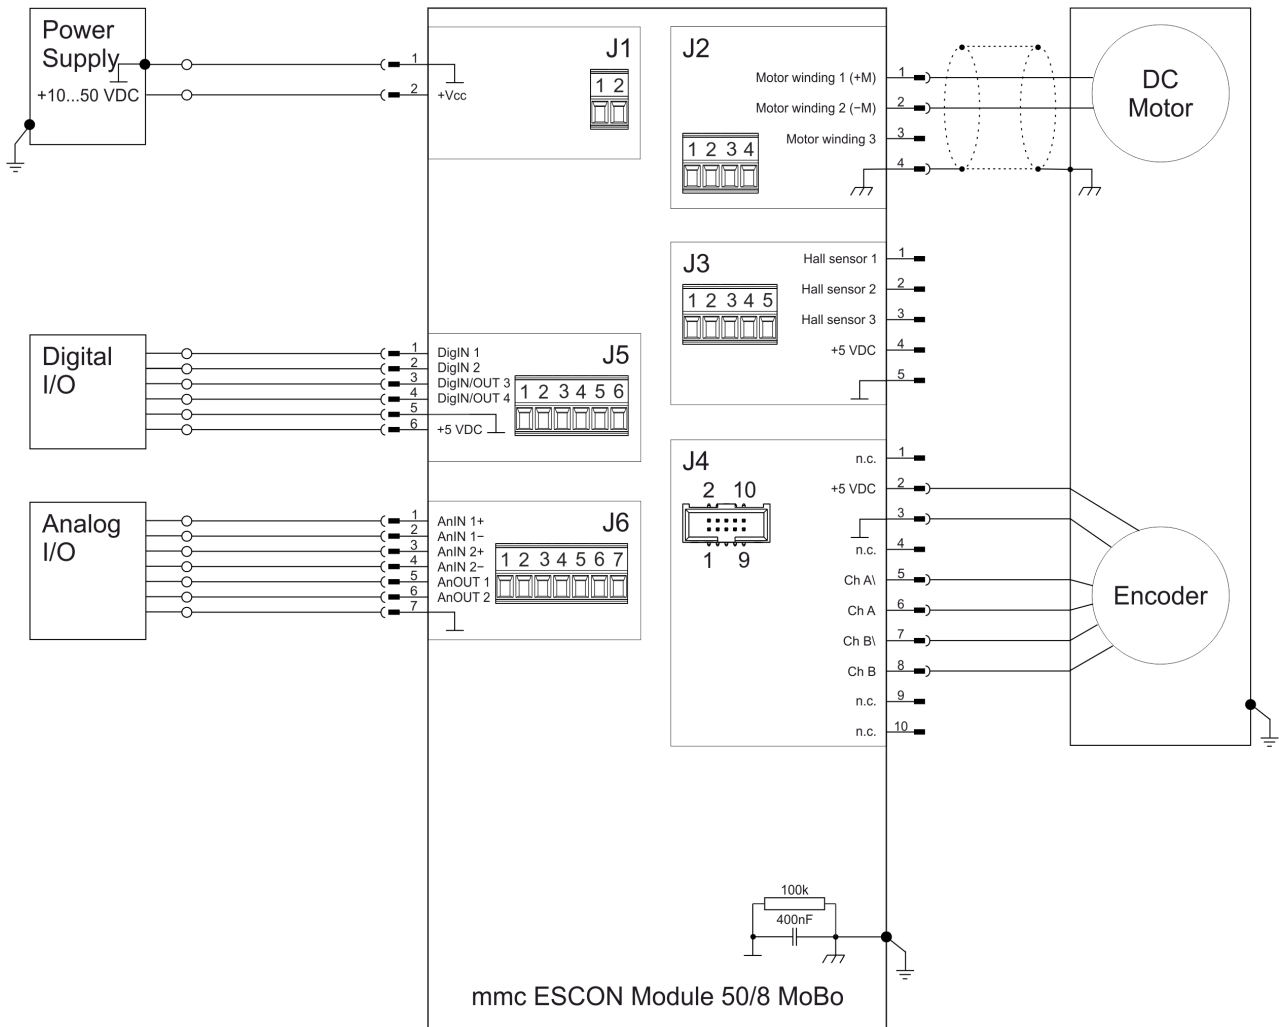 Power
Supply
+10...50 VDC
1
2
+Vcc
J1
1 2
J2
Motor winding 1 (+M)
1
Motor winding 2 (−M)
2
Motor winding 3
3
4
1 2 3 4
DC
Motor
J3
1 2 3 4 5
Hall sensor 1
1
Hall sensor 2
2
Hall sensor 3
3
+5 VDC
4
5
Digital
I/O
1
DigIN 1
2
DigIN 2
3
DigIN/OUT 3
4
DigIN/OUT 4
5
6
+5 VDC
J5
1 2 3 4 5 6
J4
2 10
1 9
n.c.
1
+5 VDC
2
3
n.c.
4
Ch A\
5
Ch A
6
Ch B\
7
Ch B
8
n.c.
9
n.c.
10
Encoder
Analog
I/O
1
AnIN 1+
2
AnIN 1−
3
AnIN 2+
4
AnIN 2−
5
AnOUT 1
6
AnOUT 2
7
J6
1 2 3 4 5 6 7
100k
400nF
mmc ESCON Module 50/8 MoBo